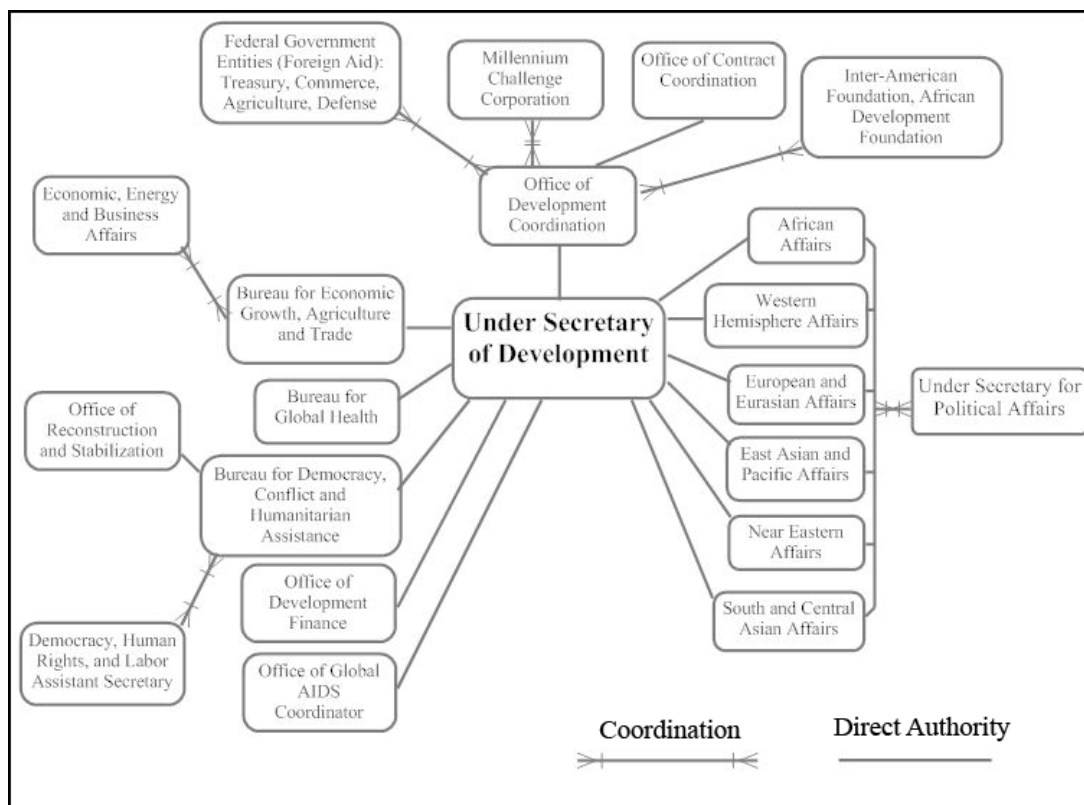 Federal Government
Entities (Foreign Aid):
Treasury, Commerce,
Agriculture, Defense
Millennium
Challenge
Corporation
Office of Contract
Coordination
Inter-American
Foundation, African
Development
Foundation
Economic, Energy
and Business
Affairs
Office of
Development
Coordination
African
Affairs
Bureau for Economic
Growth, Agriculture
and Trade
Under Secretary
of Development
Western
Hemisphere Affairs
Bureau for
Global Health
European and
Eurasian Affairs
Under Secretary for
Political Affairs
Office of
Reconstruction
and Stabilization
East Asian and
Pacific Affairs
Bureau for Democracy,
Conflict and
Humanitarian
Assistance
Near Eastern
Affairs
Office of
Development
Finance
South and Central
Asian Affairs
Democracy, Human
Rights, and Labor
Assistant Secretary
Office of Global
AIDS
Coordinator
Coordination
Direct Authority